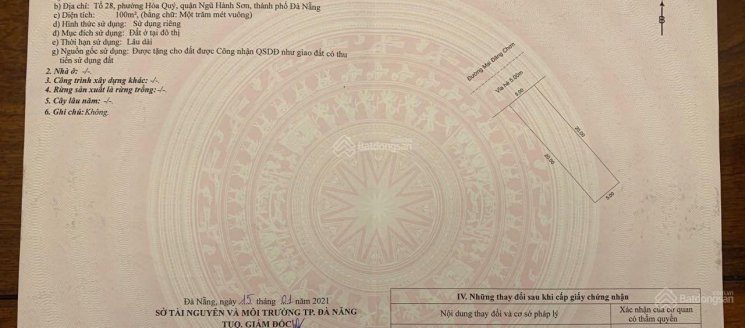 b) Địa chỉ: Tổ 28, phường Hòa Quý, quận Ngũ Hành Sơn, thành phố Đà Nẵng
c) Diện tích: 100m², (bằng chữ: Một trăm mét vuông)
d) Hình thức sử dụng: Sử dụng riêng
đ) Mục đích sử dụng: Đất ở tại đô thị
e) Thời hạn sử dụng: Lâu dài
g) Nguồn gốc sử dụng: Được tặng cho đất được Công nhận QSDĐ như giao đất có thu
tiền sử dụng đất
2. Nhà ở: -/-
3. Công trình xây dựng khác: -/-
4. Rừng sản xuất là rừng trồng: -/-
5. Cây lâu năm: -/-
6. Ghi chú: Không.
B
Đường Mai Đăng Chơn
Vỉa hè 5.00m
5.00
20.00
20.00
5.00
Batdongsan
Đà Nẵng, ngày 15 tháng 01 năm 2021
SỞ TÀI NGUYÊN VÀ MÔI TRƯỜNG TP. ĐÀ NẴNG
TUQ. GIÁM ĐỐC
IV. Những thay đổi sau khi cấp giấy chứng nhận
Nội dung thay đổi và cơ sở pháp lý
Xác nhận của cơ quan
có thẩm quyền
Batdongsan
.com.vn